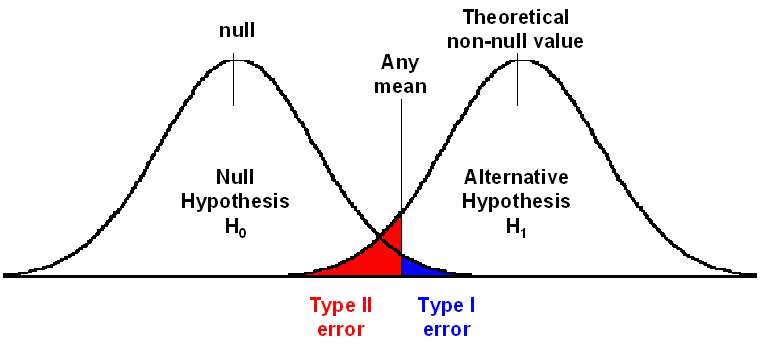 null
Theoretical
non-null value
Any
mean
Null
Hypothesis
H₀
Alternative
Hypothesis
H₁
Type II
error
Type I
error